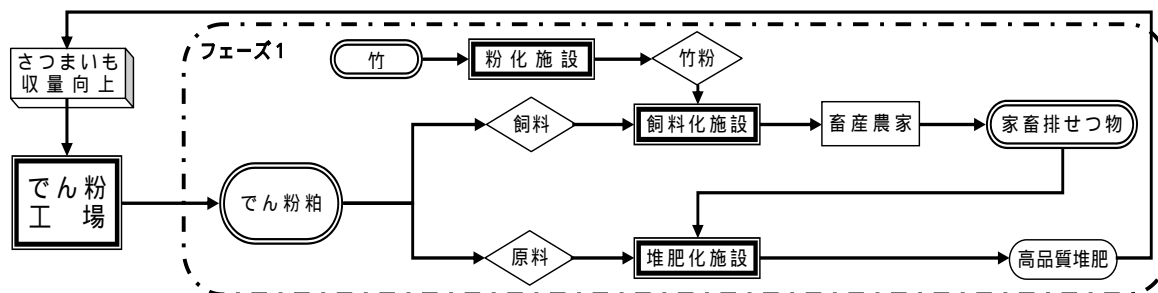 フェーズ1
さつまいも
収量向上
竹
粉化施設
竹粉
飼料
飼料化施設
畜産農家
家畜排せつ物
でん粉
工場
でん粉粕
原料
堆肥化施設
高品質堆肥